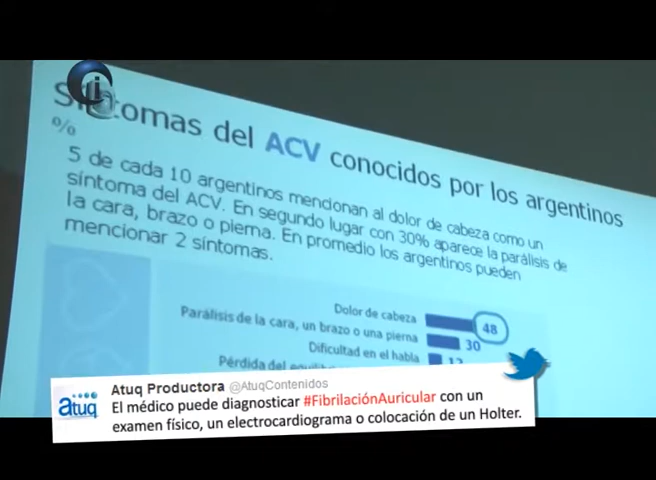 Síntomas del ACV conocidos por los argentinos
%
5 de cada 10 argentinos mencionan al dolor de cabeza como un
síntoma del ACV. En segundo lugar con 30% aparece la parálisis de
la cara, brazo o pierna. En promedio los argentinos pueden
mencionar 2 síntomas.
Dolor de cabeza 48
Parálisis de la cara, un brazo o una pierna 30
Dificultad en el habla
Pérdida del
atuq
Atuq Productora @AtuqContenidos
El médico puede diagnosticar #FibrilaciónAuricular con un
examen físico, un electrocardiograma o colocación de un Holter.